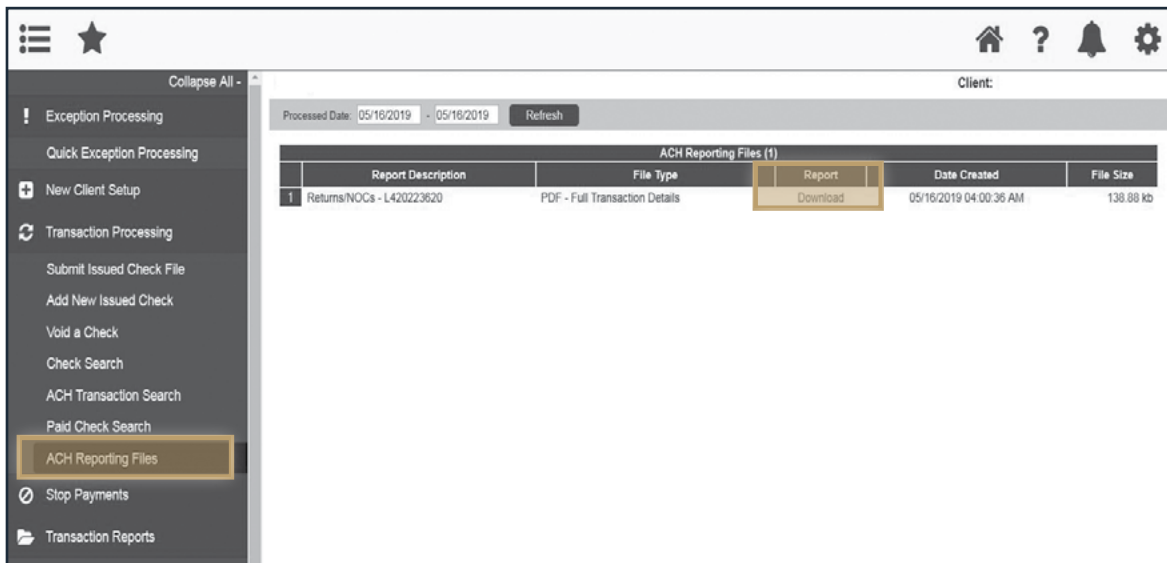 ?
Collapse All -
Client:
! Exception Processing
Processed Date: 05/16/2019 - 05/16/2019 Refresh
Quick Exception Processing
ACH Reporting Files (1)
Report Description File Type Report Date Created File Size
New Client Setup
1 Returns/NOCs - L420223620 PDF - Full Transaction Details Download 05/16/2019 04:00:36 AM 138.88 kb
Transaction Processing
Submit Issued Check File
Add New Issued Check
Void a Check
Check Search
ACH Transaction Search
Paid Check Search
ACH Reporting Files
Stop Payments
Transaction Reports